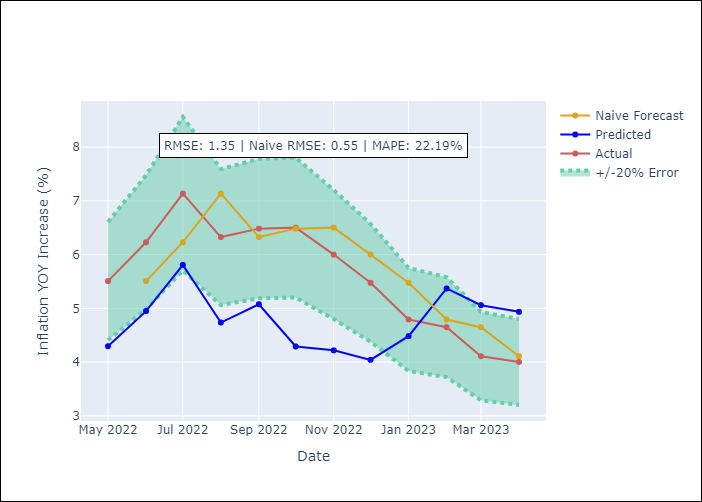 RMSE: 1.35 | Naive RMSE: 0.55 | MAPE: 22.19%
Naive Forecast
Predicted
Actual
+/-20% Error
Inflation YOY Increase (%)
8
7
6
5
4
3
May 2022
Jul 2022
Sep 2022
Nov 2022
Jan 2023
Mar 2023
Date